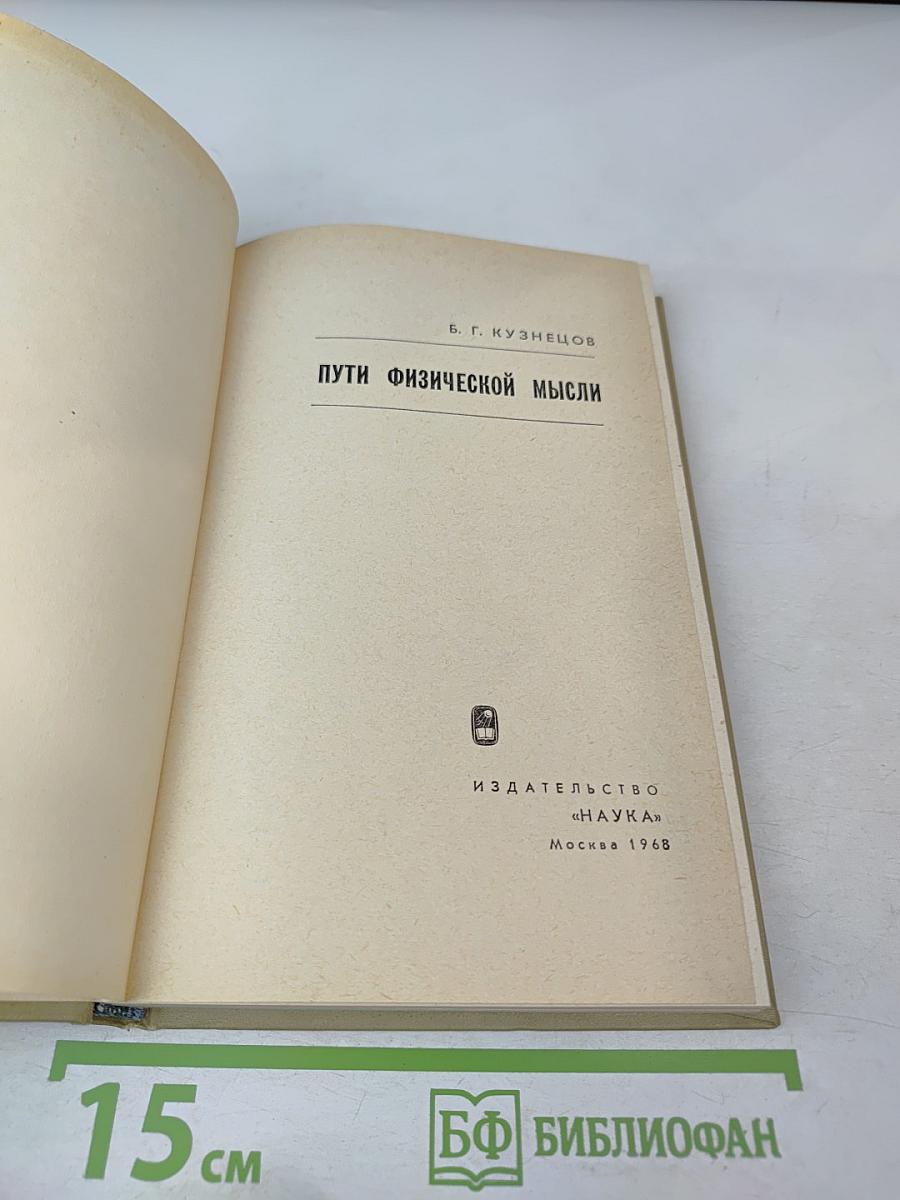 Б. Г. КУЗНЕЦОВ
ПУТИ ФИЗИЧЕСКОЙ МЫСЛИ
ИЗДАТЕЛЬСТВО
«НАУКА»
Москва 1968
15 см
БФ БИБЛИОФАН